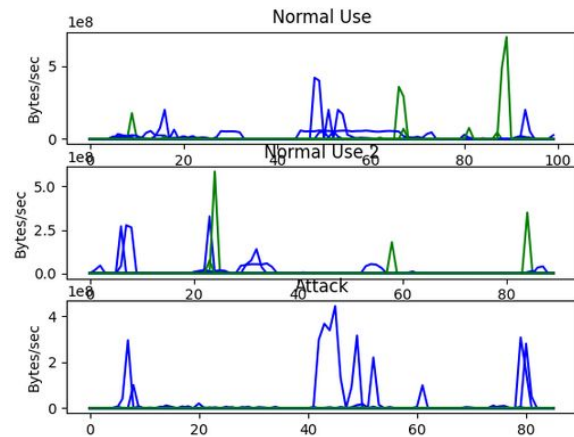 Normal Use
1e8
Bytes/sec
5
0
0 20 40 60 80 100
Normal Use 2
1e8
Bytes/sec
5.0
2.5
0.0
0 20 40 60 80
Attack
1e8
Bytes/sec
4
2
0
0 20 40 60 80